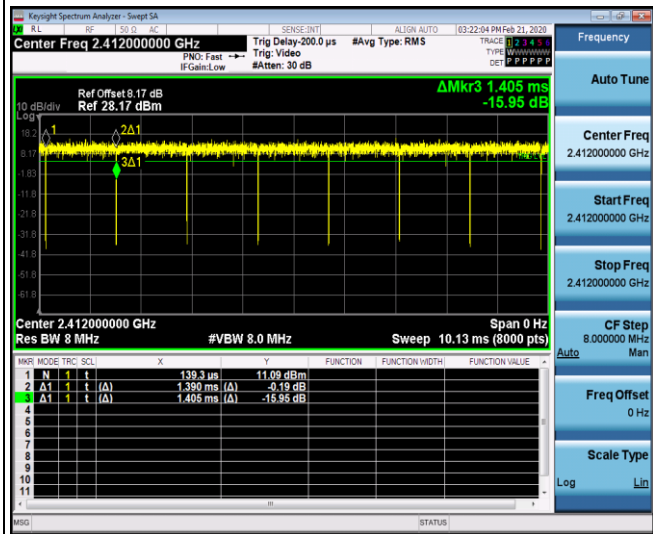 Keysight Spectrum Analyzer - Swept SA
RL RF 50 Ω AC SENSE:INT ALIGN AUTO 03:22:04 PM Feb 21, 2020
Center Freq 2.412000000 GHz Trig Delay-200.0 µs #Avg Type: RMS TRACE 1 2 3 4 5 6
PNO: Fast Trig: Video TYPE WWWWWW
IFGain:Low #Atten: 30 dB DET P P P P P P
Frequency
Auto Tune
Ref Offset 8.17 dB ΔMkr3 1.405 ms
10 dB/div Ref 28.17 dBm -15.95 dB
Log
18.2
8.17
-1.83
-11.8
-21.8
-31.8
-41.8
-51.8
-61.8
1
2Δ1
3Δ1
Center 2.412000000 GHz Span 0 Hz
Res BW 8 MHz #VBW 8.0 MHz Sweep 10.13 ms (8000 pts)
MKR MODE TRC SCL X Y FUNCTION FUNCTION WIDTH FUNCTION VALUE
1 N 1 t 139.3 µs 11.09 dBm
2 Δ1 1 t (Δ) 1.390 ms (Δ) -0.19 dB
3 Δ1 1 t (Δ) 1.405 ms (Δ) -15.95 dB
4
5
6
7
8
9
10
11
MSG STATUS
Center Freq
2.412000000 GHz
Start Freq
2.412000000 GHz
Stop Freq
2.412000000 GHz
CF Step
8.000000 MHz
Auto Man
Freq Offset
0 Hz
Scale Type
Log Lin